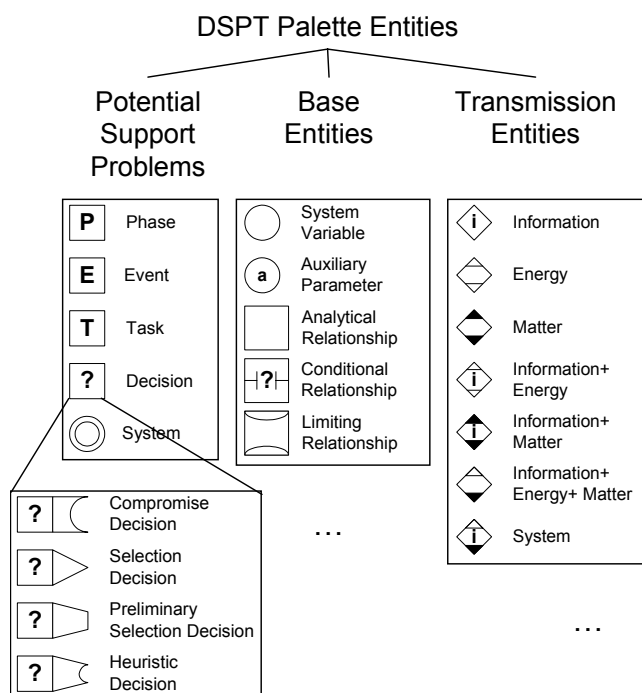 DSPT Palette Entities
Potential
Support
Problems
P Phase
E Event
T Task
? Decision
System
? Compromise
Decision
? Selection
Decision
? Preliminary
Selection Decision
? Heuristic
Decision
Base
Entities
System
Variable
a Auxiliary
Parameter
Analytical
Relationship
? Conditional
Relationship
Limiting
Relationship
...
Transmission
Entities
i Information
Energy
Matter
i Information+
Energy
i Information+
Matter
Information+
Energy+ Matter
i System
...